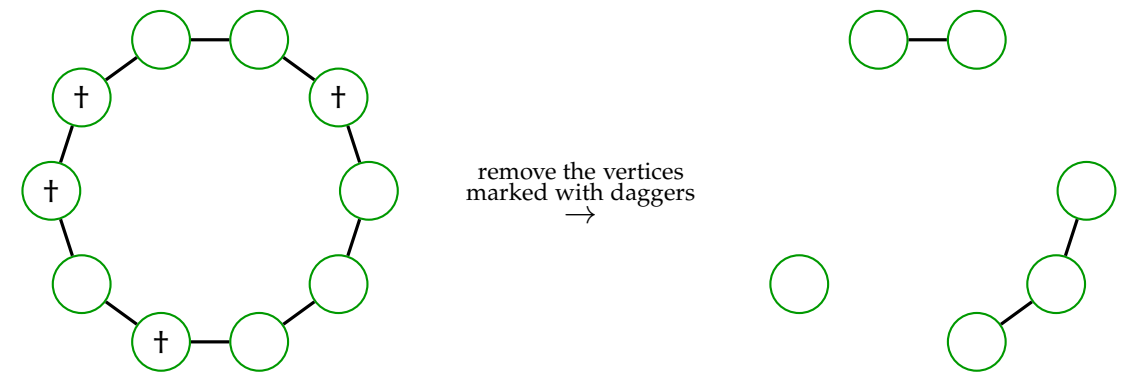 †
†
†
†
remove the vertices
marked with daggers
→